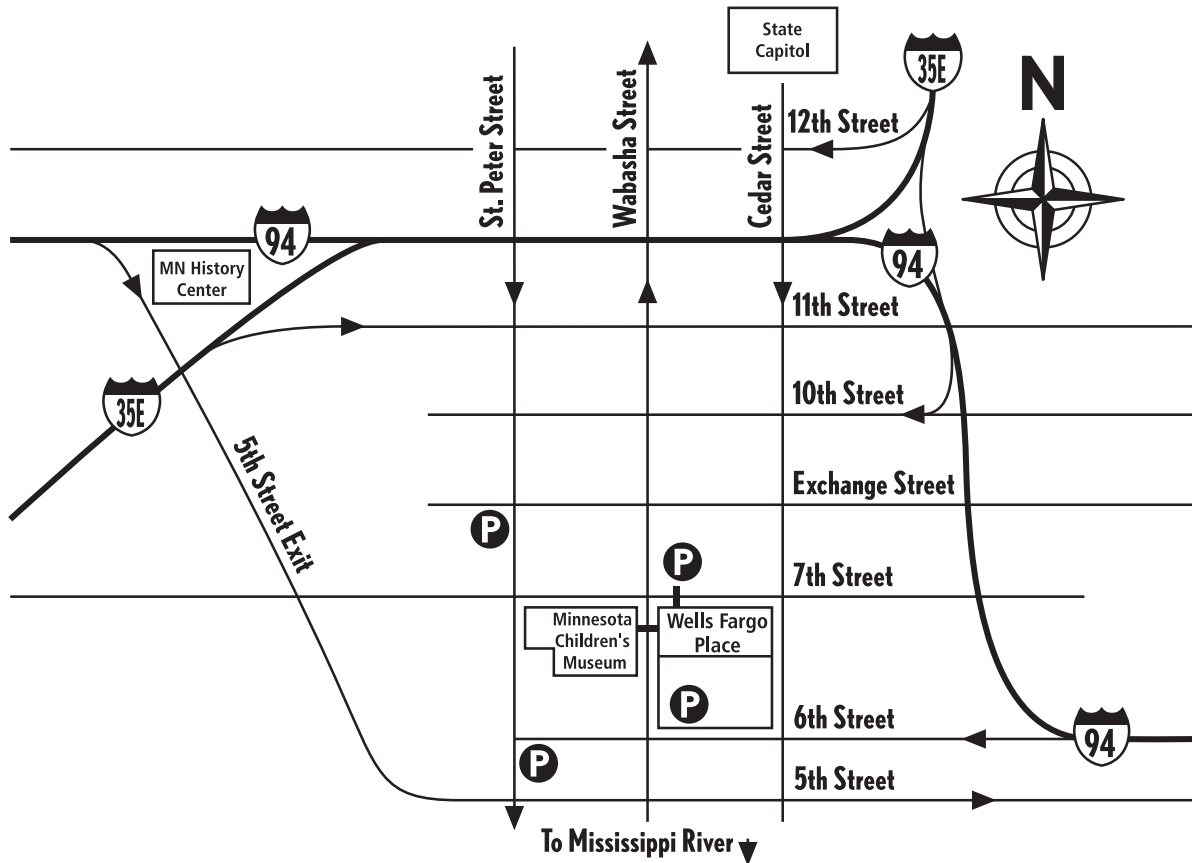 State
Capitol
35E
N
St. Peter Street
Wabasha Street
Cedar Street
12th Street
94
MN History
Center
94
11th Street
35E
10th Street
5th Street Exit
Exchange Street
P
P
7th Street
Minnesota
Children's
Museum
Wells Fargo
Place
P
6th Street
94
P
5th Street
To Mississippi River